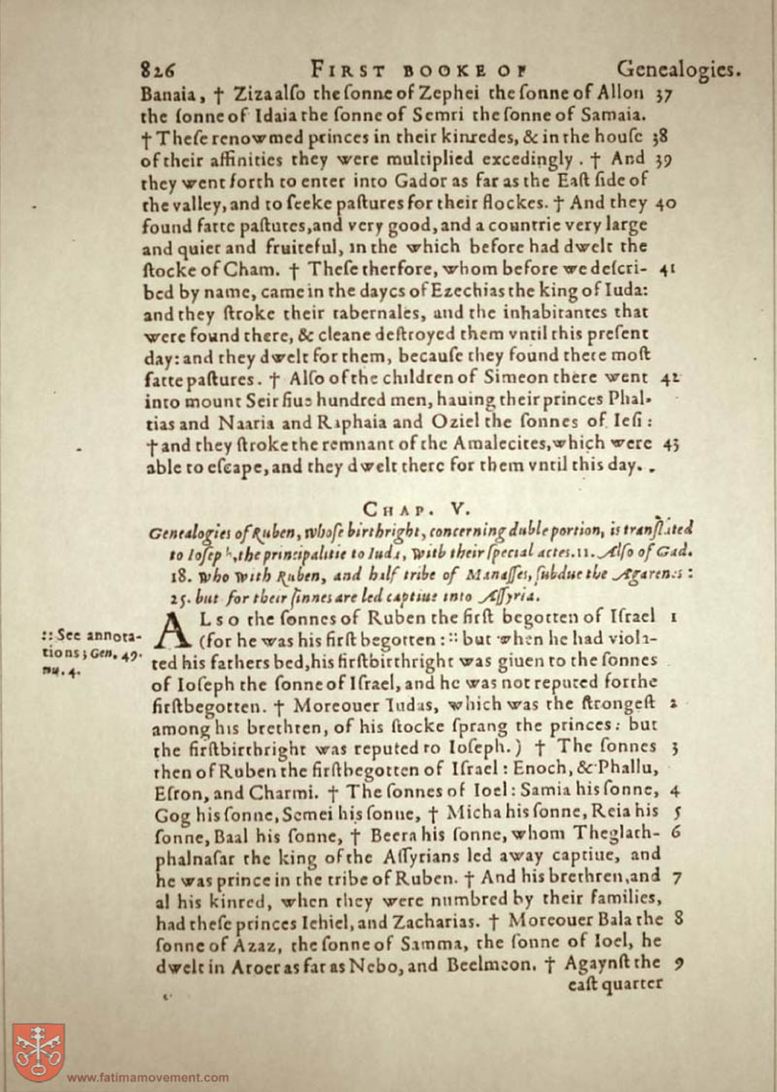 826 FIRST BOOKE OF Genealogies.
Banaia, † Ziza alſo the ſonne of Zephei the ſonne of Allon 37
the ſonne of Idaia the ſonne of Semri the ſonne of Samaia.
† Theſe renowmed princes in their kinredes, & in the houſe 38
of their affinities they were multiplied excedingly. † And 39
they went forth to enter into Gador as far as the Eaſt ſide of
the valley, and to ſeeke paſtures for their flockes. † And they 40
found fatte paſtures, and very good, and a countrie very large
and quiet and fruiteful, in the which before had dwelt the
ſtocke of Cham. † Theſe therfore, whom before we deſcri- 41
bed by name, came in the dayes of Ezechias the king of Iuda:
and they ſtroke their tabernales, and the inhabitantes that
were found there, & cleane deſtroyed them vntil this preſent
day: and they dwelt for them, becauſe they found there moſt
fatte paſtures. † Alſo of the children of Simeon there went 42
into mount Seir fiue hundred men, hauing their princes Phal-
tias and Naaria and Raphaia and Oziel the ſonnes of Ieſi:
† and they ſtroke the remnant of the Amalecites, which were 43
able to eſcape, and they dwelt there for them vntil this day.
CHAP. V.
Genealogies of Ruben, whoſe birthright, concerning duble portion, is tranſlated
to Ioſeph, the principalitie to Iuda, with their ſpecial actes. 11. Alſo of Gad.
18. who with Ruben, and half tribe of Manaſſes, ſubdue the Agarens:
25. but for their ſinnes are led captiue into Aſſyria.
ALso the ſonnes of Ruben the firſt begotten of Iſrael 1
(for he was his firſt begotten: :: but when he had viola-
:: See annota-
tions; Gen. 49.
nu. 4.
ted his fathers bed, his firſtbirthright was giuen to the ſonnes
of Ioſeph the ſonne of Iſrael, and he was not reputed for the
firſtbegotten. † Moreouer Iudas, which was the ſtrongeſt 2
among his brethren, of his ſtocke ſprang the princes: but
the firſtbirthright was reputed to Ioſeph.) † The ſonnes 3
then of Ruben the firſtbegotten of Iſrael: Enoch, & Phallu,
Eſron, and Charmi. † The ſonnes of Ioel: Samia his ſonne, 4
Gog his ſonne, Semei his ſonne, † Micha his ſonne, Reia his 5
ſonne, Baal his ſonne, † Beera his ſonne, whom Theglath- 6
phalnaſar the king of the Aſſyrians led away captiue, and
he was prince in the tribe of Ruben. † And his brethren, and 7
al his kinred, when they were numbred by their families,
had theſe princes Iehiel, and Zacharias. † Moreouer Bala the 8
ſonne of Azaz, the ſonne of Samma, the ſonne of Ioel, he
dwelt in Aroer as far as Nebo, and Beelmeon. † Agaynſt the 9
eaſt quarter
www.fatimamovement.com